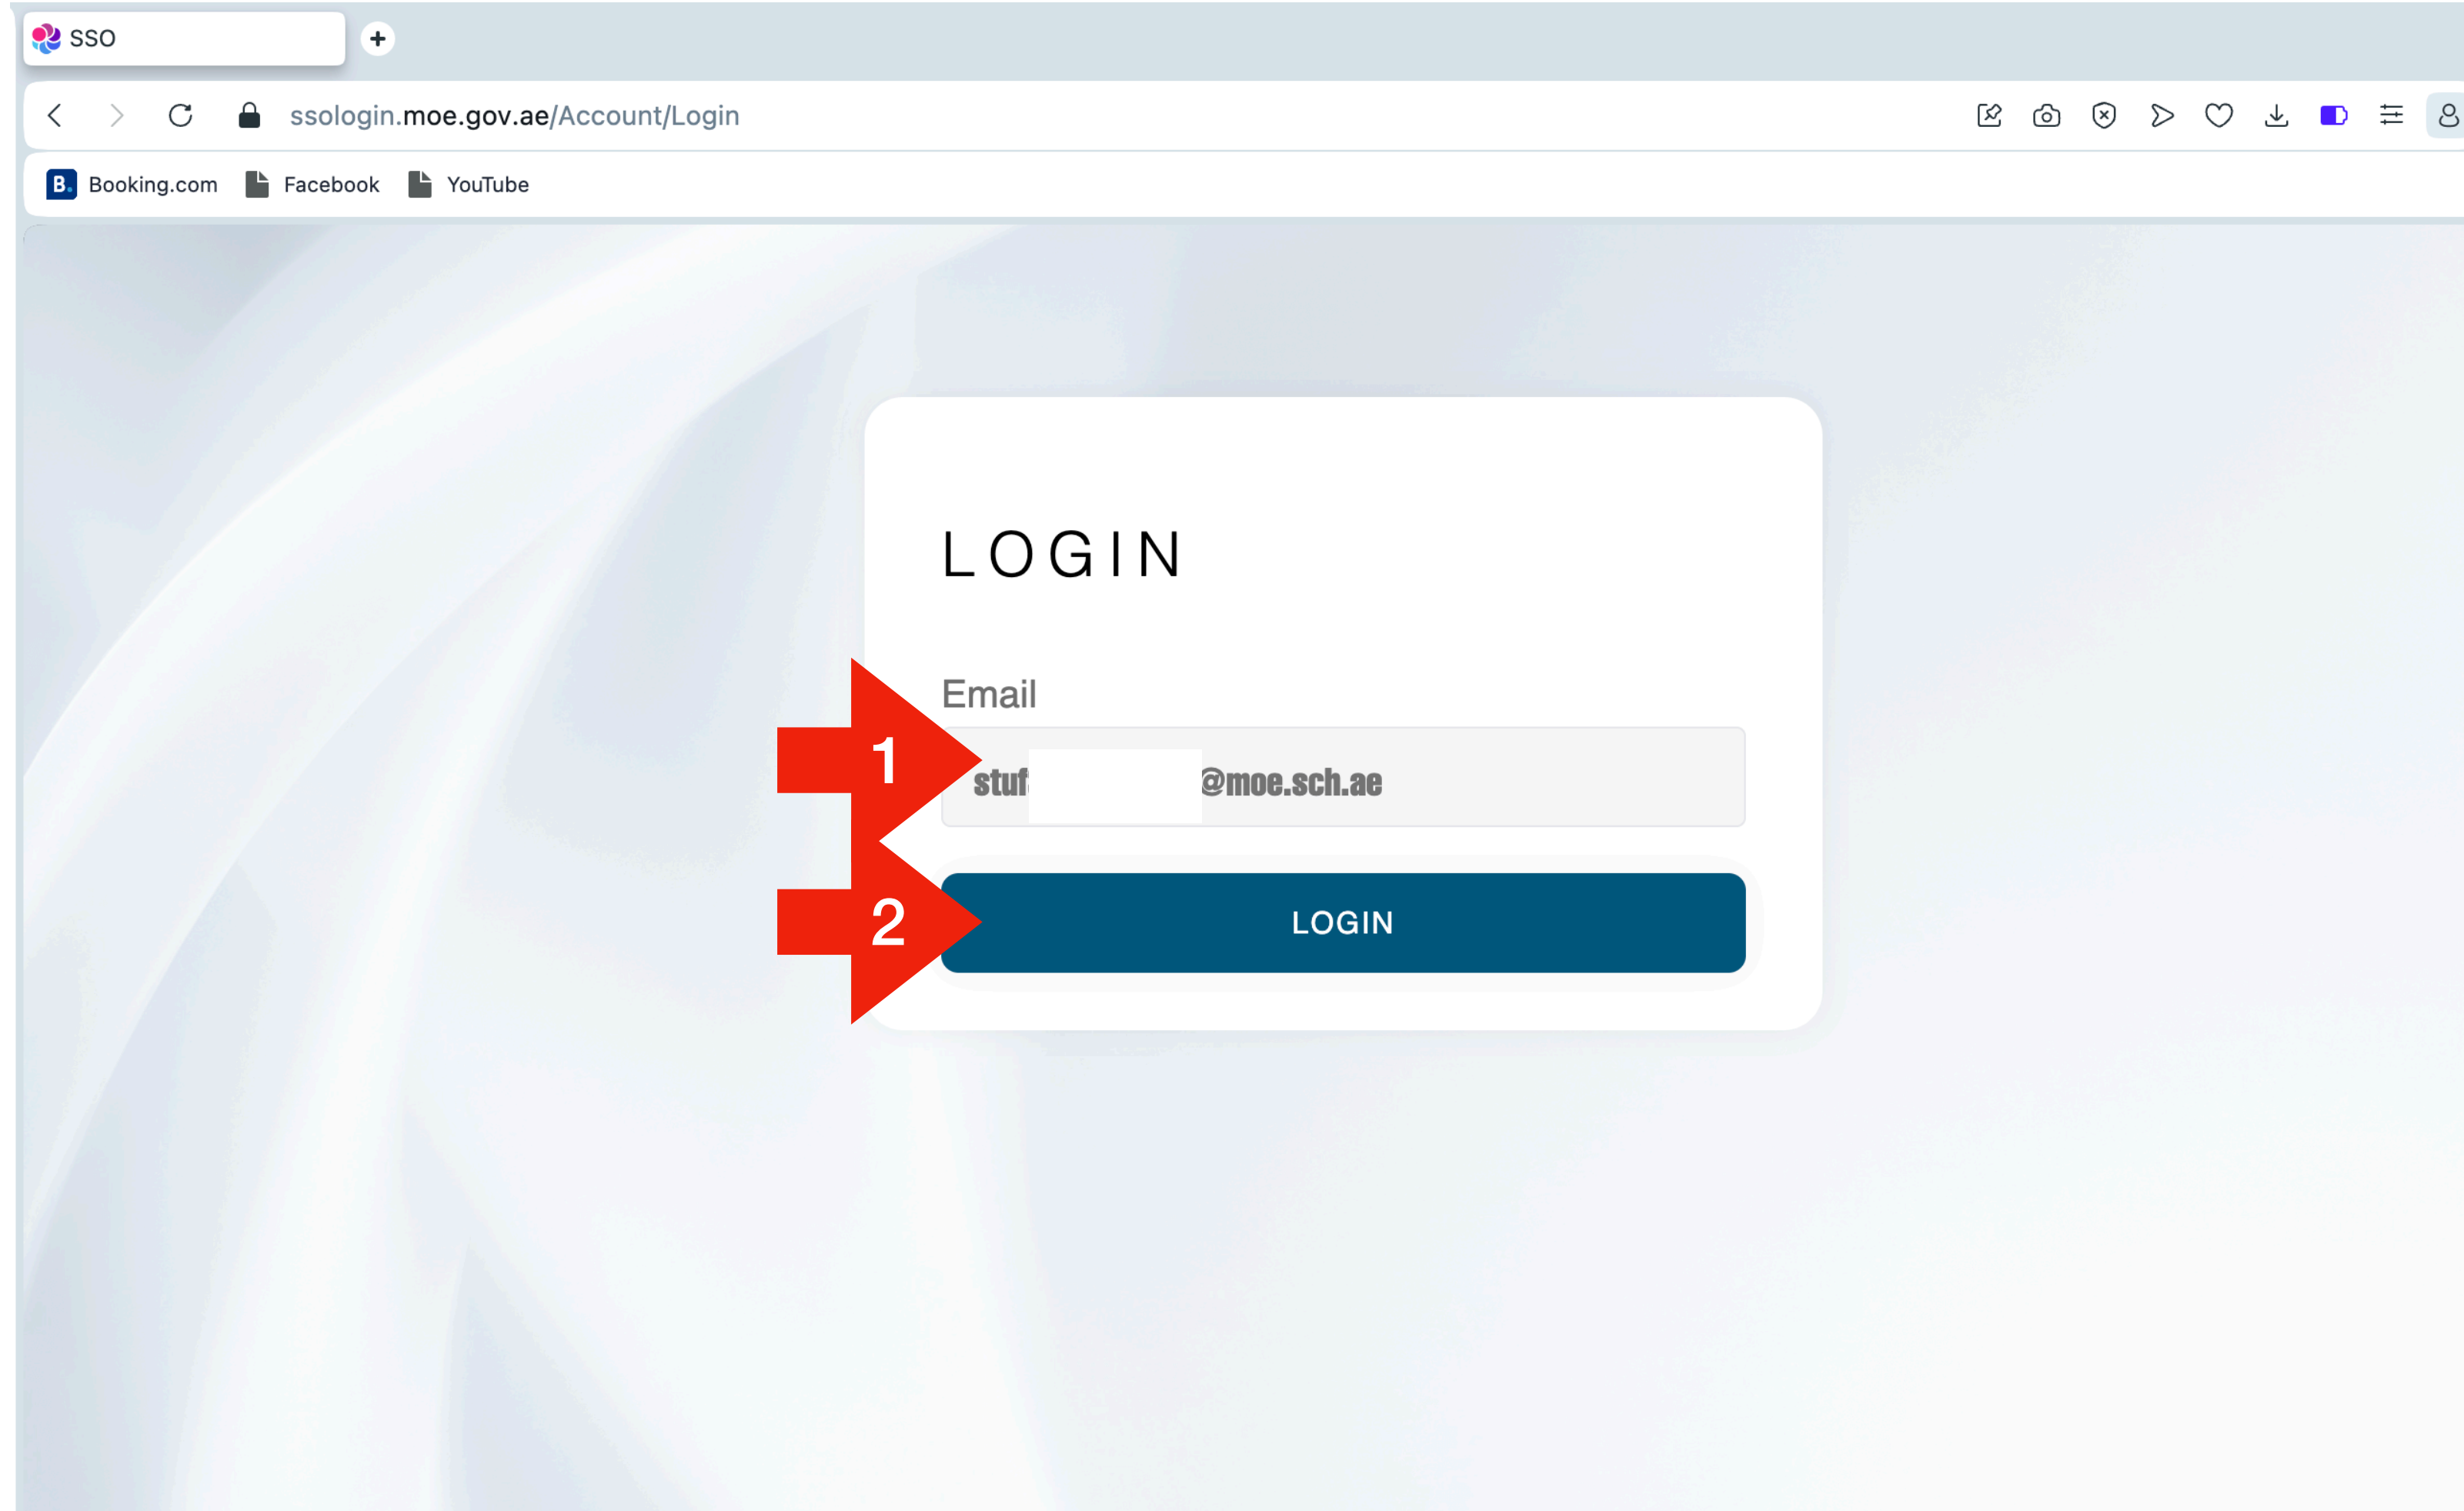 SSO
ssologin.moe.gov.ae/Account/Login
B. Booking.com Facebook YouTube
LOGIN
Email
1
stuf @moe.sch.ae
2
LOGIN